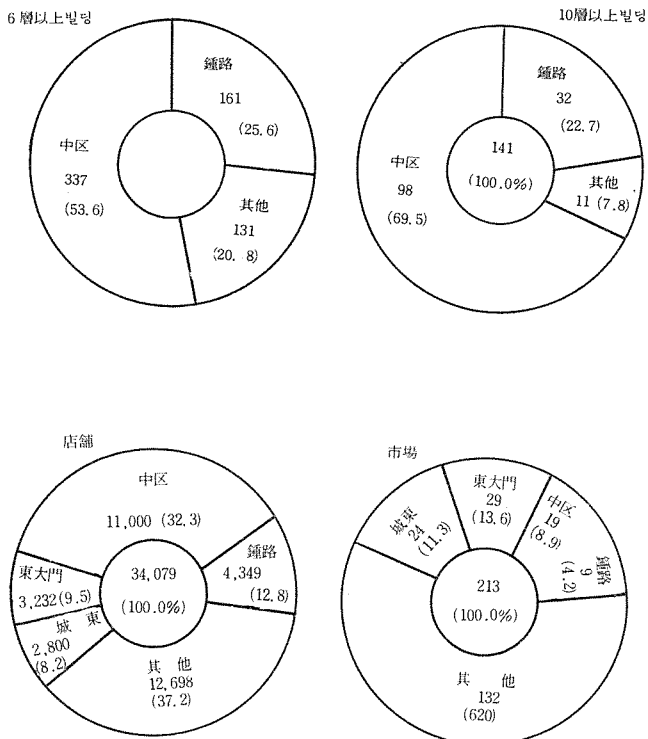 6層以上빌딩
鍾路
161
(25.6)
中区
337
(53.6)
其他
131
(20. 8)
10層以上빌딩
鍾路
32
(22.7)
141
(100.0%)
中区
98
(69.5)
其他
11 (7.8)
店舗
中区
11,000 (32.3)
鍾路
4,349
(12.8)
34,079
(100.0%)
東大門
3,232(9.5)
城 東
2,800
(8.2)
其 他
12,698
(37.2)
市場
東大門
29
(13.6)
中区
19
(8.9)
城東
24
(11.3)
鍾路
9
(4.2)
213
(100.0%)
其 他
132
(620)